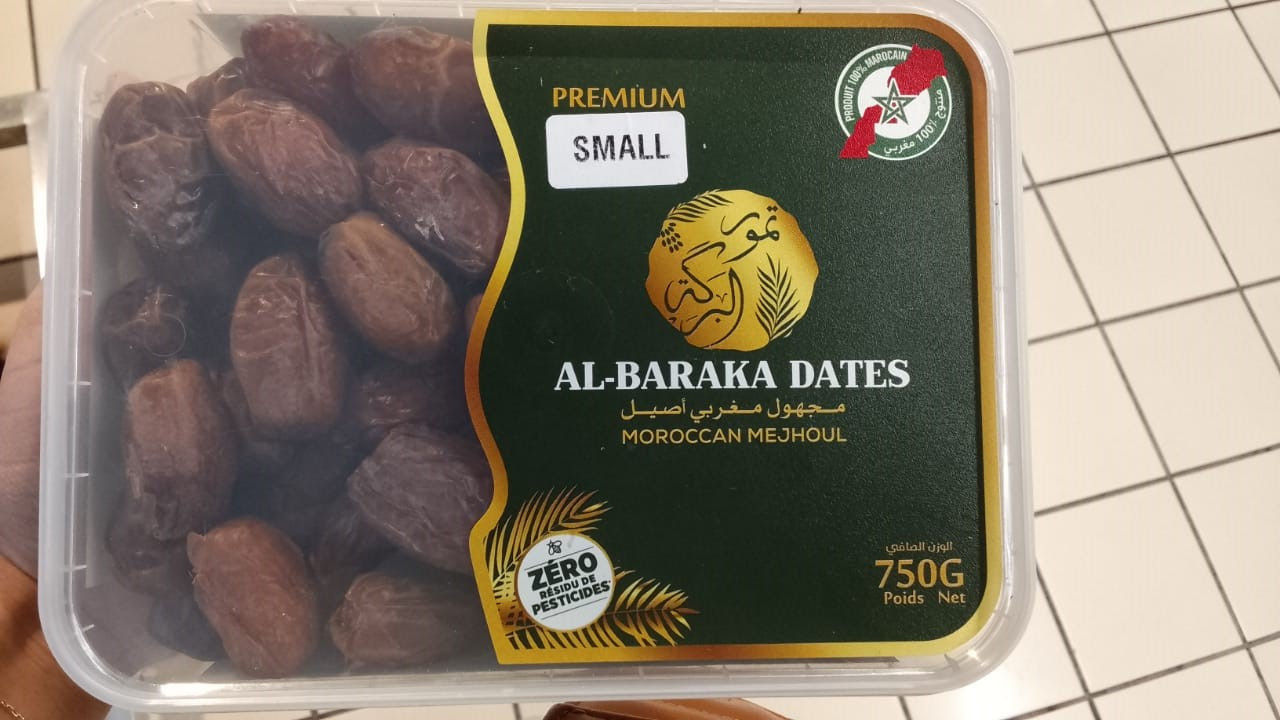 PREMIUM
SMALL
PRODUIT 100% MAROCAIN
منتوج 100% مغربي
تمور
البركة
AL-BARAKA DATES
مجهول مغربي أصيل
MOROCCAN MEJHOUL
ZÉRO
RÉSIDU DE
PESTICIDES
الوزن الصافي
750G
Poids Net